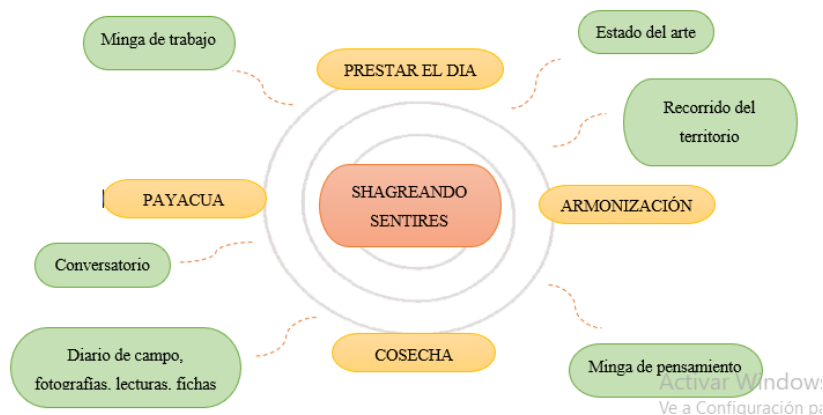 Minga de trabajo
Estado del arte
PRESTAR EL DIA
Recorrido del
territorio
SHAGREANDO
SENTIRES
PAYACUA
ARMONIZACIÓN
Conversatorio
Diario de campo,
fotografías, lecturas, fichas
COSECHA
Minga de pensamiento
Activar Windows
Ve a Configuración pa